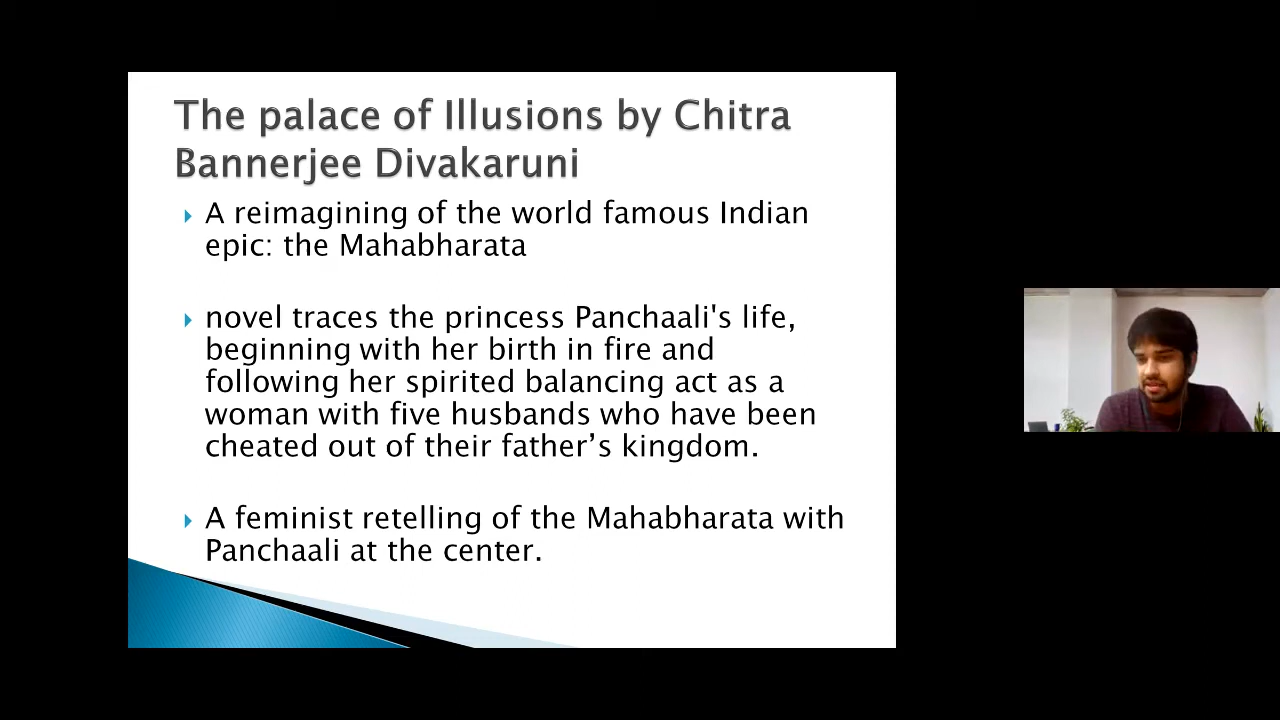 The palace of Illusions by Chitra
Bannerjee Divakaruni
A reimagining of the world famous Indian
epic: the Mahabharata
novel traces the princess Panchaali's life,
beginning with her birth in fire and
following her spirited balancing act as a
woman with five husbands who have been
cheated out of their father’s kingdom.
A feminist retelling of the Mahabharata with
Panchaali at the center.